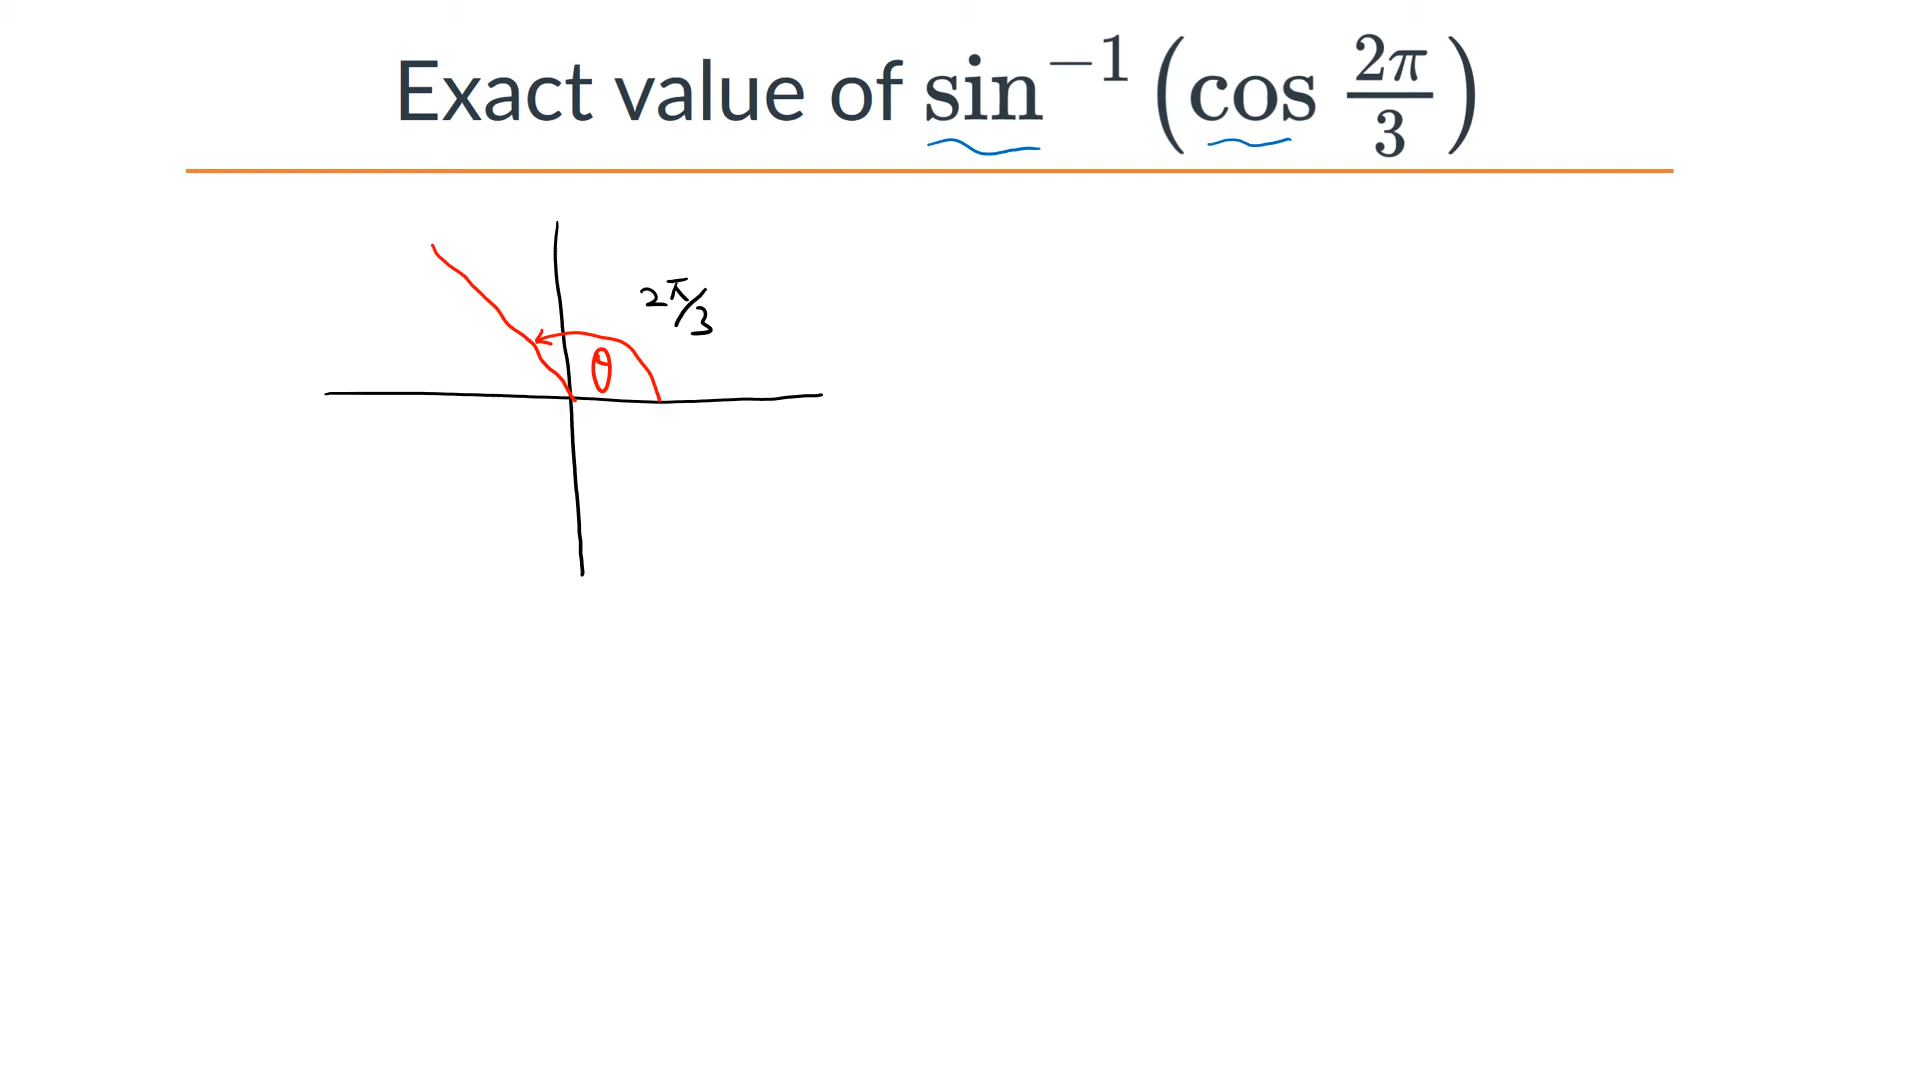 Exact value of sin⁻¹(cos 2π/3)
2π/3
θ